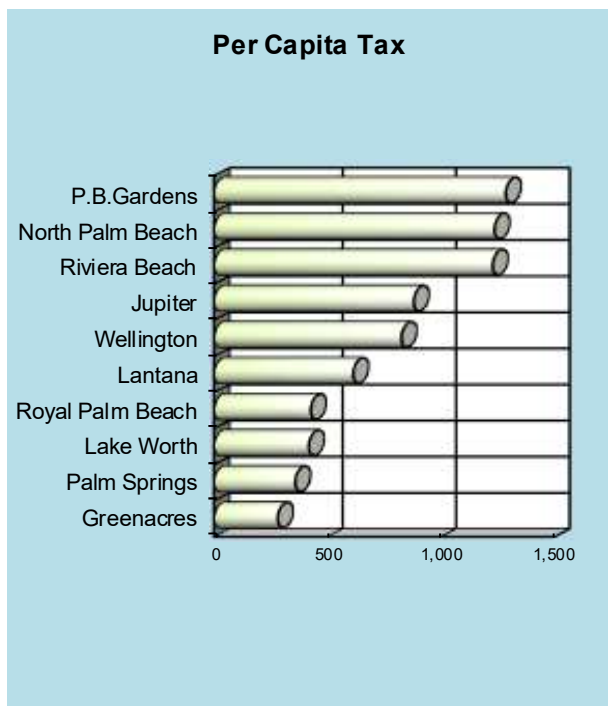 Per Capita Tax
P.B.Gardens
North Palm Beach
Riviera Beach
Jupiter
Wellington
Lantana
Royal Palm Beach
Lake Worth
Palm Springs
Greenacres
0 500 1,000 1,500